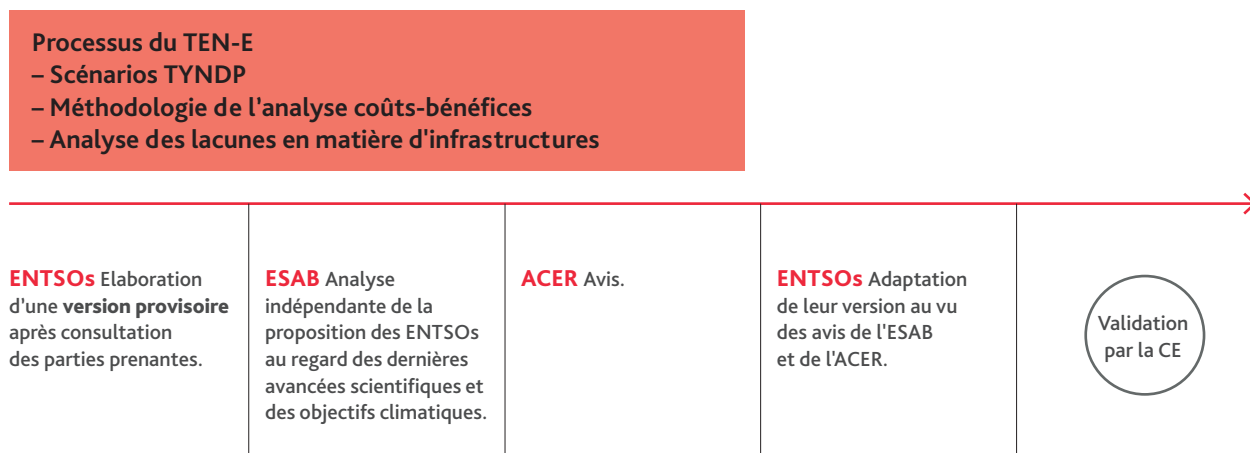 Processus du TEN-E
– Scénarios TYNDP
– Méthodologie de l’analyse coûts-bénéfices
– Analyse des lacunes en matière d'infrastructures
ENTSOs Elaboration
d'une version provisoire
après consultation
des parties prenantes.
ESAB Analyse
indépendante de la
proposition des ENTSOs
au regard des dernières
avancées scientifiques et
des objectifs climatiques.
ACER Avis.
ENTSOs Adaptation
de leur version au vu
des avis de l'ESAB
et de l'ACER.
Validation
par la CE